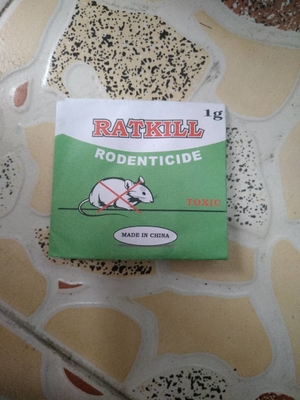 1g
RATKILL
RODENTICIDE
TOXIC
MADE IN CHINA